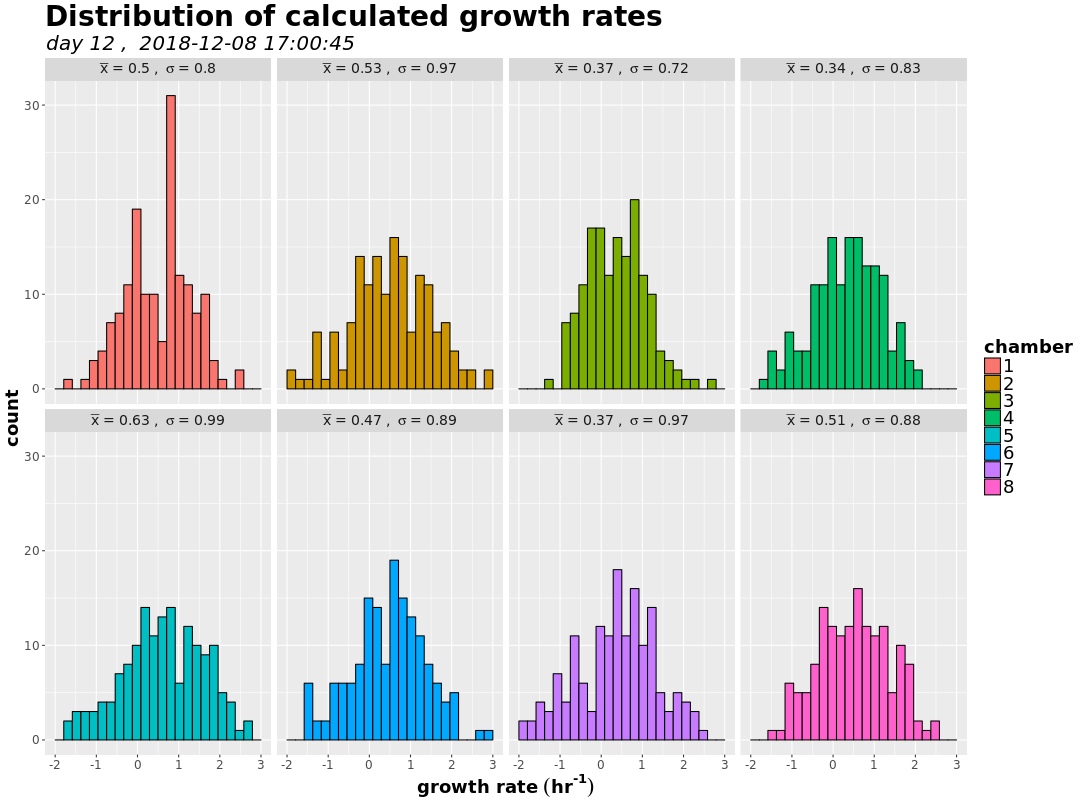 Distribution of calculated growth rates
day 12 ,  2018-12-08 17:00:45
x̅ = 0.5 ,  σ = 0.8
x̅ = 0.53 ,  σ = 0.97
x̅ = 0.37 ,  σ = 0.72
x̅ = 0.34 ,  σ = 0.83
30
20
10
0
x̅ = 0.63 ,  σ = 0.99
x̅ = 0.47 ,  σ = 0.89
x̅ = 0.37 ,  σ = 0.97
x̅ = 0.51 ,  σ = 0.88
30
20
10
0
-2 -1 0 1 2 3
-2 -1 0 1 2 3
-2 -1 0 1 2 3
-2 -1 0 1 2 3
growth rate (hr⁻¹)
count
chamber
1
2
3
4
5
6
7
8